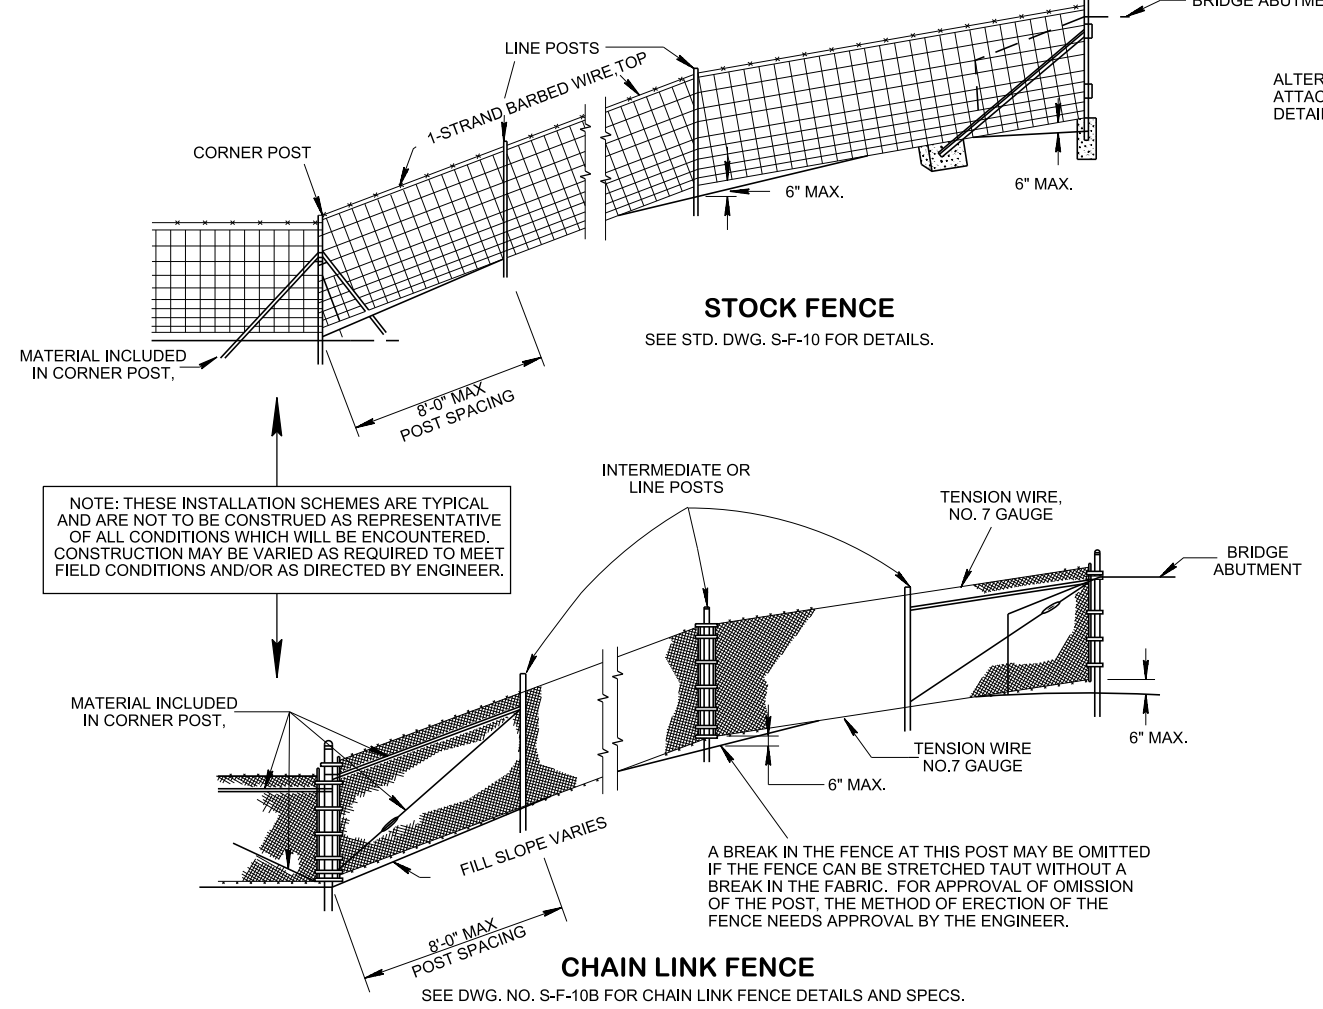 BRIDGE
LINE POSTS
1-STRAND BARBED WIRE, TOP
CORNER POST
6" MAX.
6" MAX.
STOCK FENCE
SEE STD. DWG. S-F-10 FOR DETAILS.
MATERIAL INCLUDED
IN CORNER POST,
8'-0" MAX
POST SPACING
NOTE: THESE INSTALLATION SCHEMES ARE TYPICAL
AND ARE NOT TO BE CONSTRUED AS REPRESENTATIVE
OF ALL CONDITIONS WHICH WILL BE ENCOUNTERED.
CONSTRUCTION MAY BE VARIED AS REQUIRED TO MEET
FIELD CONDITIONS AND/OR AS DIRECTED BY ENGINEER.
INTERMEDIATE OR
LINE POSTS
TENSION WIRE,
NO. 7 GAUGE
BRIDGE
ABUTMENT
MATERIAL INCLUDED
IN CORNER POST,
6" MAX.
TENSION WIRE
NO.7 GAUGE
6" MAX.
FILL SLOPE VARIES
A BREAK IN THE FENCE AT THIS POST MAY BE OMITTED
IF THE FENCE CAN BE STRETCHED TAUT WITHOUT A
BREAK IN THE FABRIC. FOR APPROVAL OF OMISSION
OF THE POST, THE METHOD OF ERECTION OF THE
FENCE NEEDS APPROVAL BY THE ENGINEER.
8'-0" MAX
POST SPACING
CHAIN LINK FENCE
SEE DWG. NO. S-F-10B FOR CHAIN LINK FENCE DETAILS AND SPECS.